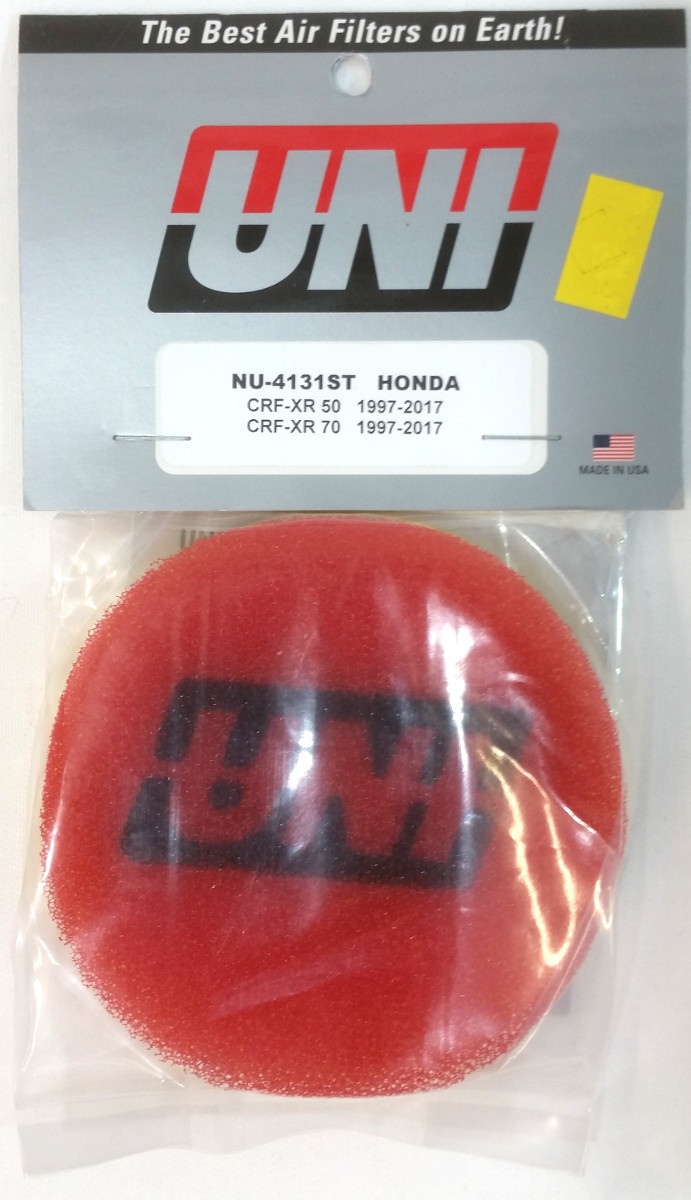 The Best Air Filters on Earth!
UNI
NU-4131ST HONDA
CRF-XR 50 1997-2017
CRF-XR 70 1997-2017
MADE IN USA
UNI